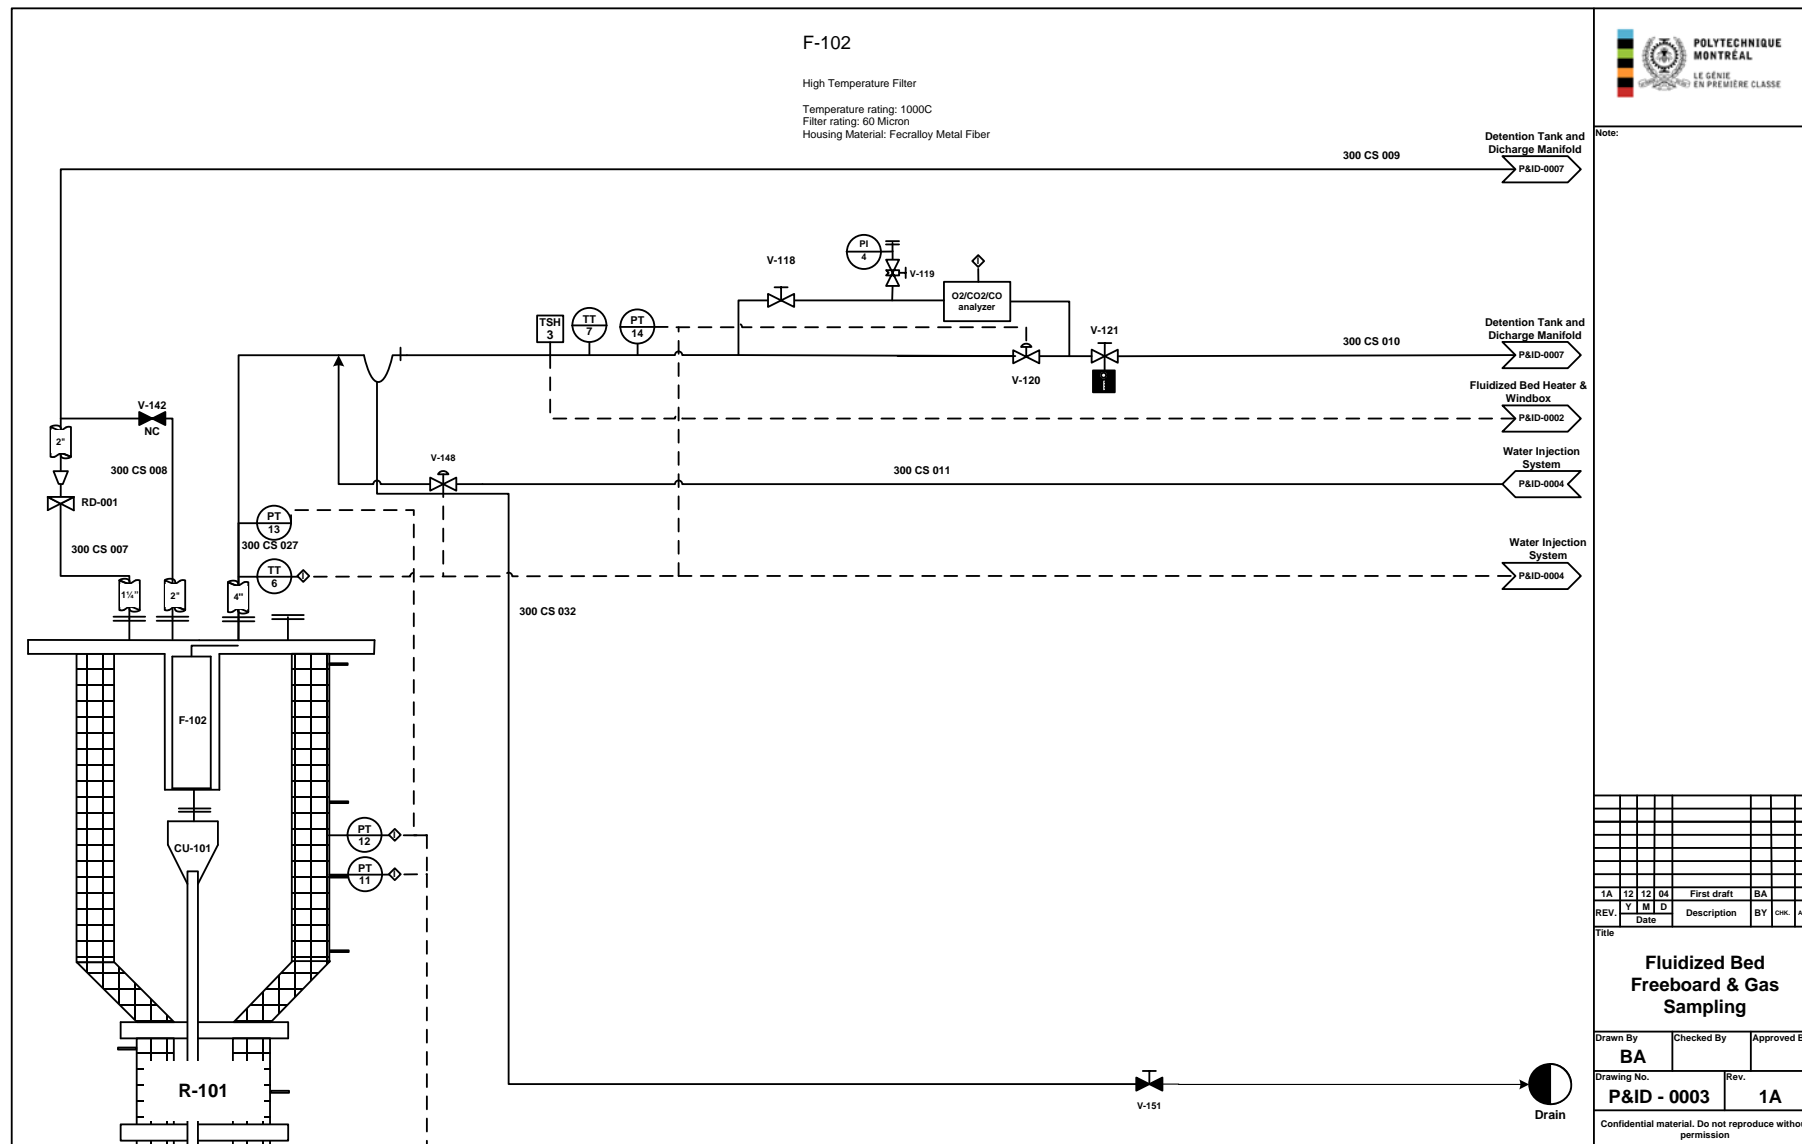 F-102
High Temperature Filter
Temperature rating: 1000C
Filter rating: 60 Micron
Housing Material: Fecralloy Metal Fiber
POLYTECHNIQUE
MONTRÉAL
LE GÉNIE
EN PREMIÈRE CLASSE
Note:
Detention Tank and
Dicharge Manifold
300 CS 009
P&ID-0007
PI
4
V-118
V-119
O2/CO2/CO
analyzer
TSH
3
TT
7
PT
14
V-121
Detention Tank and
Dicharge Manifold
300 CS 010
P&ID-0007
V-120
Fluidized Bed Heater &
Windbox
P&ID-0002
V-142
NC
2"
300 CS 008
RD-001
V-148
300 CS 011
Water Injection
System
P&ID-0004
PT
13
300 CS 027
300 CS 007
TT
6
Water Injection
System
P&ID-0004
1¼"
2"
4"
300 CS 032
F-102
CU-101
PT
12
PT
11
R-101
V-151
Drain
1A 12 12 04 First draft BA
REV. Y M D Description BY CHK.
Date
Title
Fluidized Bed
Freeboard & Gas
Sampling
Drawn By Checked By Approved B
BA
Drawing No. Rev.
P&ID - 0003 1A
Confidential material. Do not reproduce withou
permission